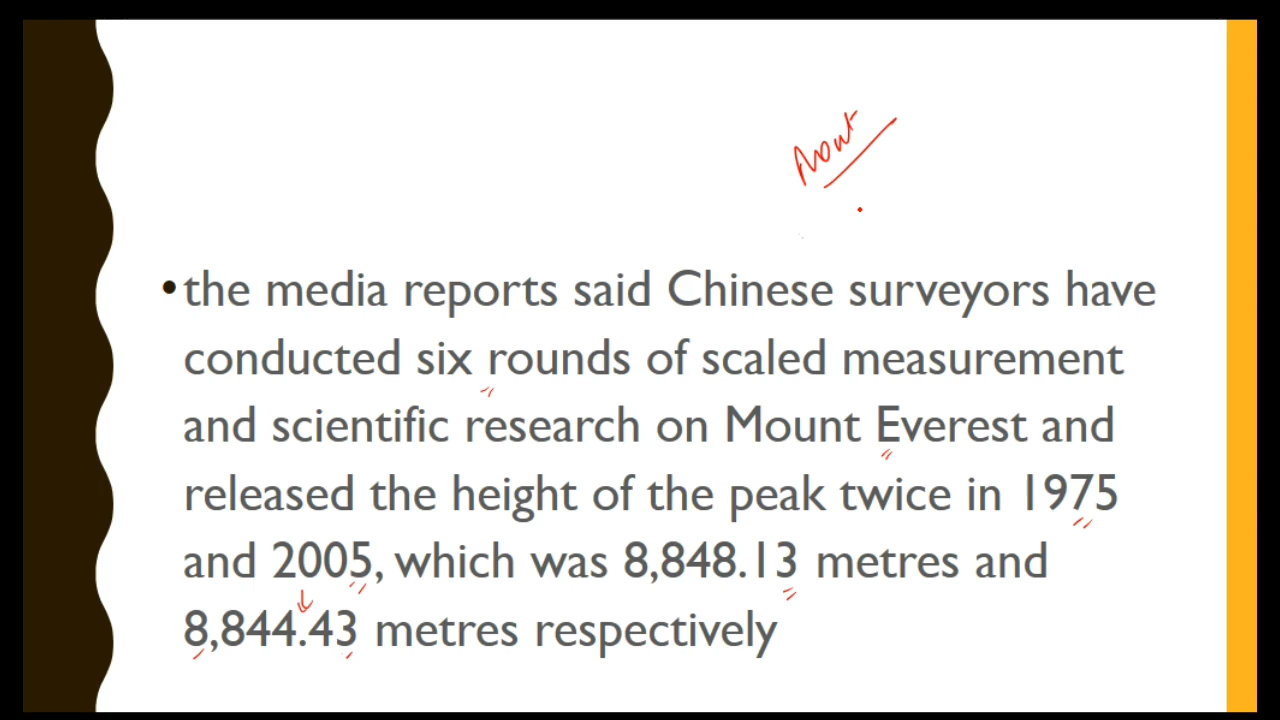 • the media reports said Chinese surveyors have
conducted six rounds of scaled measurement
and scientific research on Mount Everest and
released the height of the peak twice in 1975
and 2005, which was 8,848.13 metres and
8,844.43 metres respectively